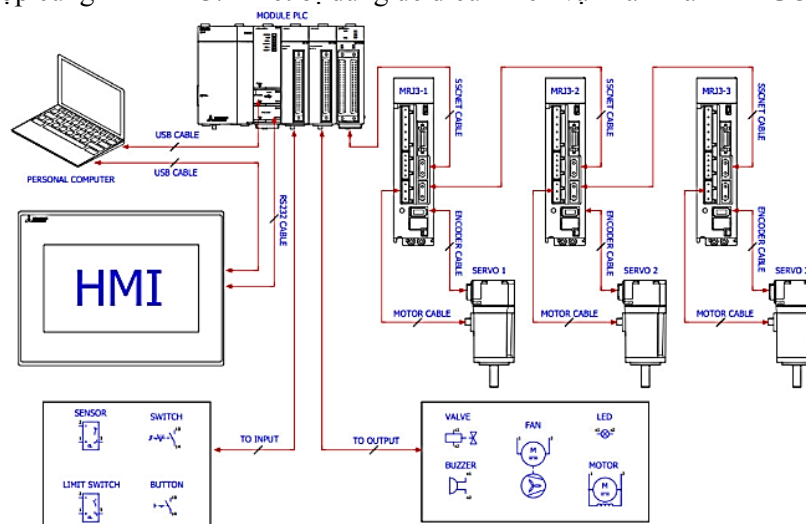 MODULE PLC
MRJ3-1
MRJ3-2
MRJ3-3
SSCNET CABLE
SSCNET CABLE
SSCNET CABLE
USB CABLE
USB CABLE
PERSONAL COMPUTER
RS232 CABLE
ENCODER CABLE
ENCODER CABLE
ENCODER CABLE
HMI
SERVO 1
SERVO 2
SERVO
MOTOR CABLE
MOTOR CABLE
MOTOR CABLE
SENSOR
SWITCH
TO INPUT
TO OUTPUT
VALVE
FAN
LED
M
BUZZER
MOTOR
M
LIMIT SWITCH
BUTTON